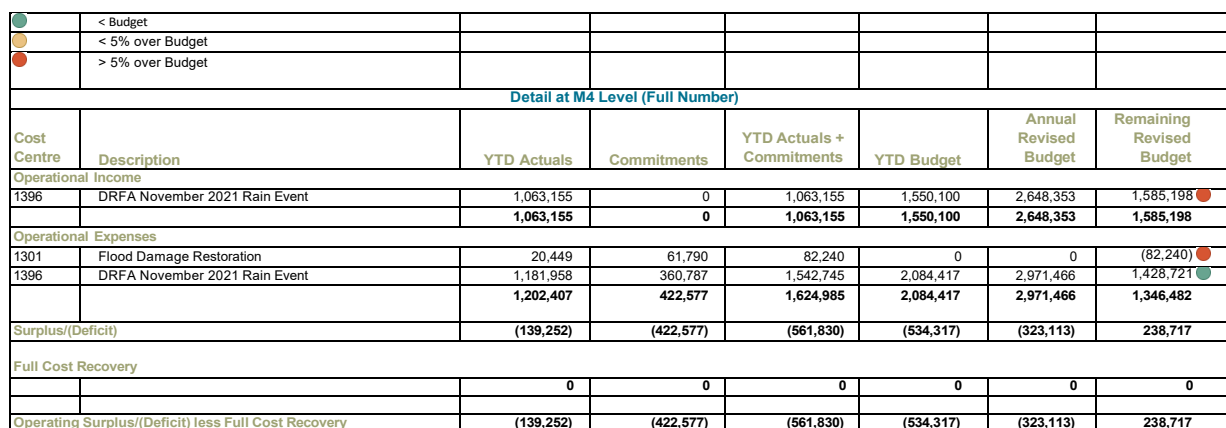 < Budget
< 5% over Budget
> 5% over Budget
Detail at M4 Level (Full Number)
Cost Centre Description YTD Actuals Commitments YTD Actuals + Commitments YTD Budget Annual Revised Budget Remaining Revised Budget
Operational Income
1396 DRFA November 2021 Rain Event 1,063,155 0 1,063,155 1,550,100 2,648,353 1,585,198
1,063,155 0 1,063,155 1,550,100 2,648,353 1,585,198
Operational Expenses
1301 Flood Damage Restoration 20,449 61,790 82,240 0 0 (82,240)
1396 DRFA November 2021 Rain Event 1,181,958 360,787 1,542,745 2,084,417 2,971,466 1,428,721
1,202,407 422,577 1,624,985 2,084,417 2,971,466 1,346,482
Surplus/(Deficit) (139,252) (422,577) (561,830) (534,317) (323,113) 238,717
Full Cost Recovery
0 0 0 0 0 0
Operating Surplus/(Deficit) less Full Cost Recovery (139,252) (422,577) (561,830) (534,317) (323,113) 238,717